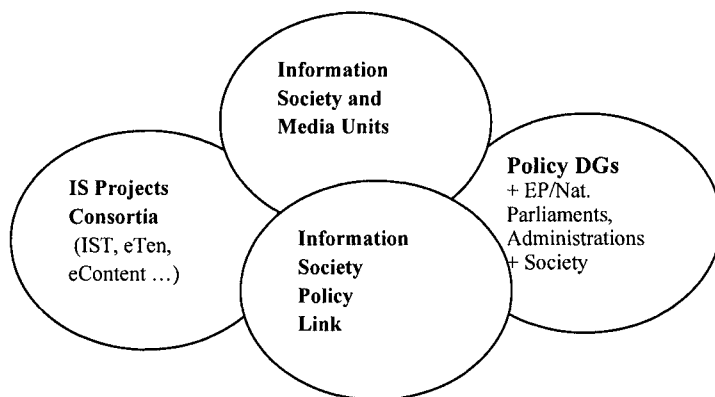 Information
Society and
Media Units
IS Projects
Consortia
(IST, eTen,
eContent ...)
Policy DGs
+ EP/Nat.
Parliaments,
Administrations
+ Society
Information
Society
Policy
Link